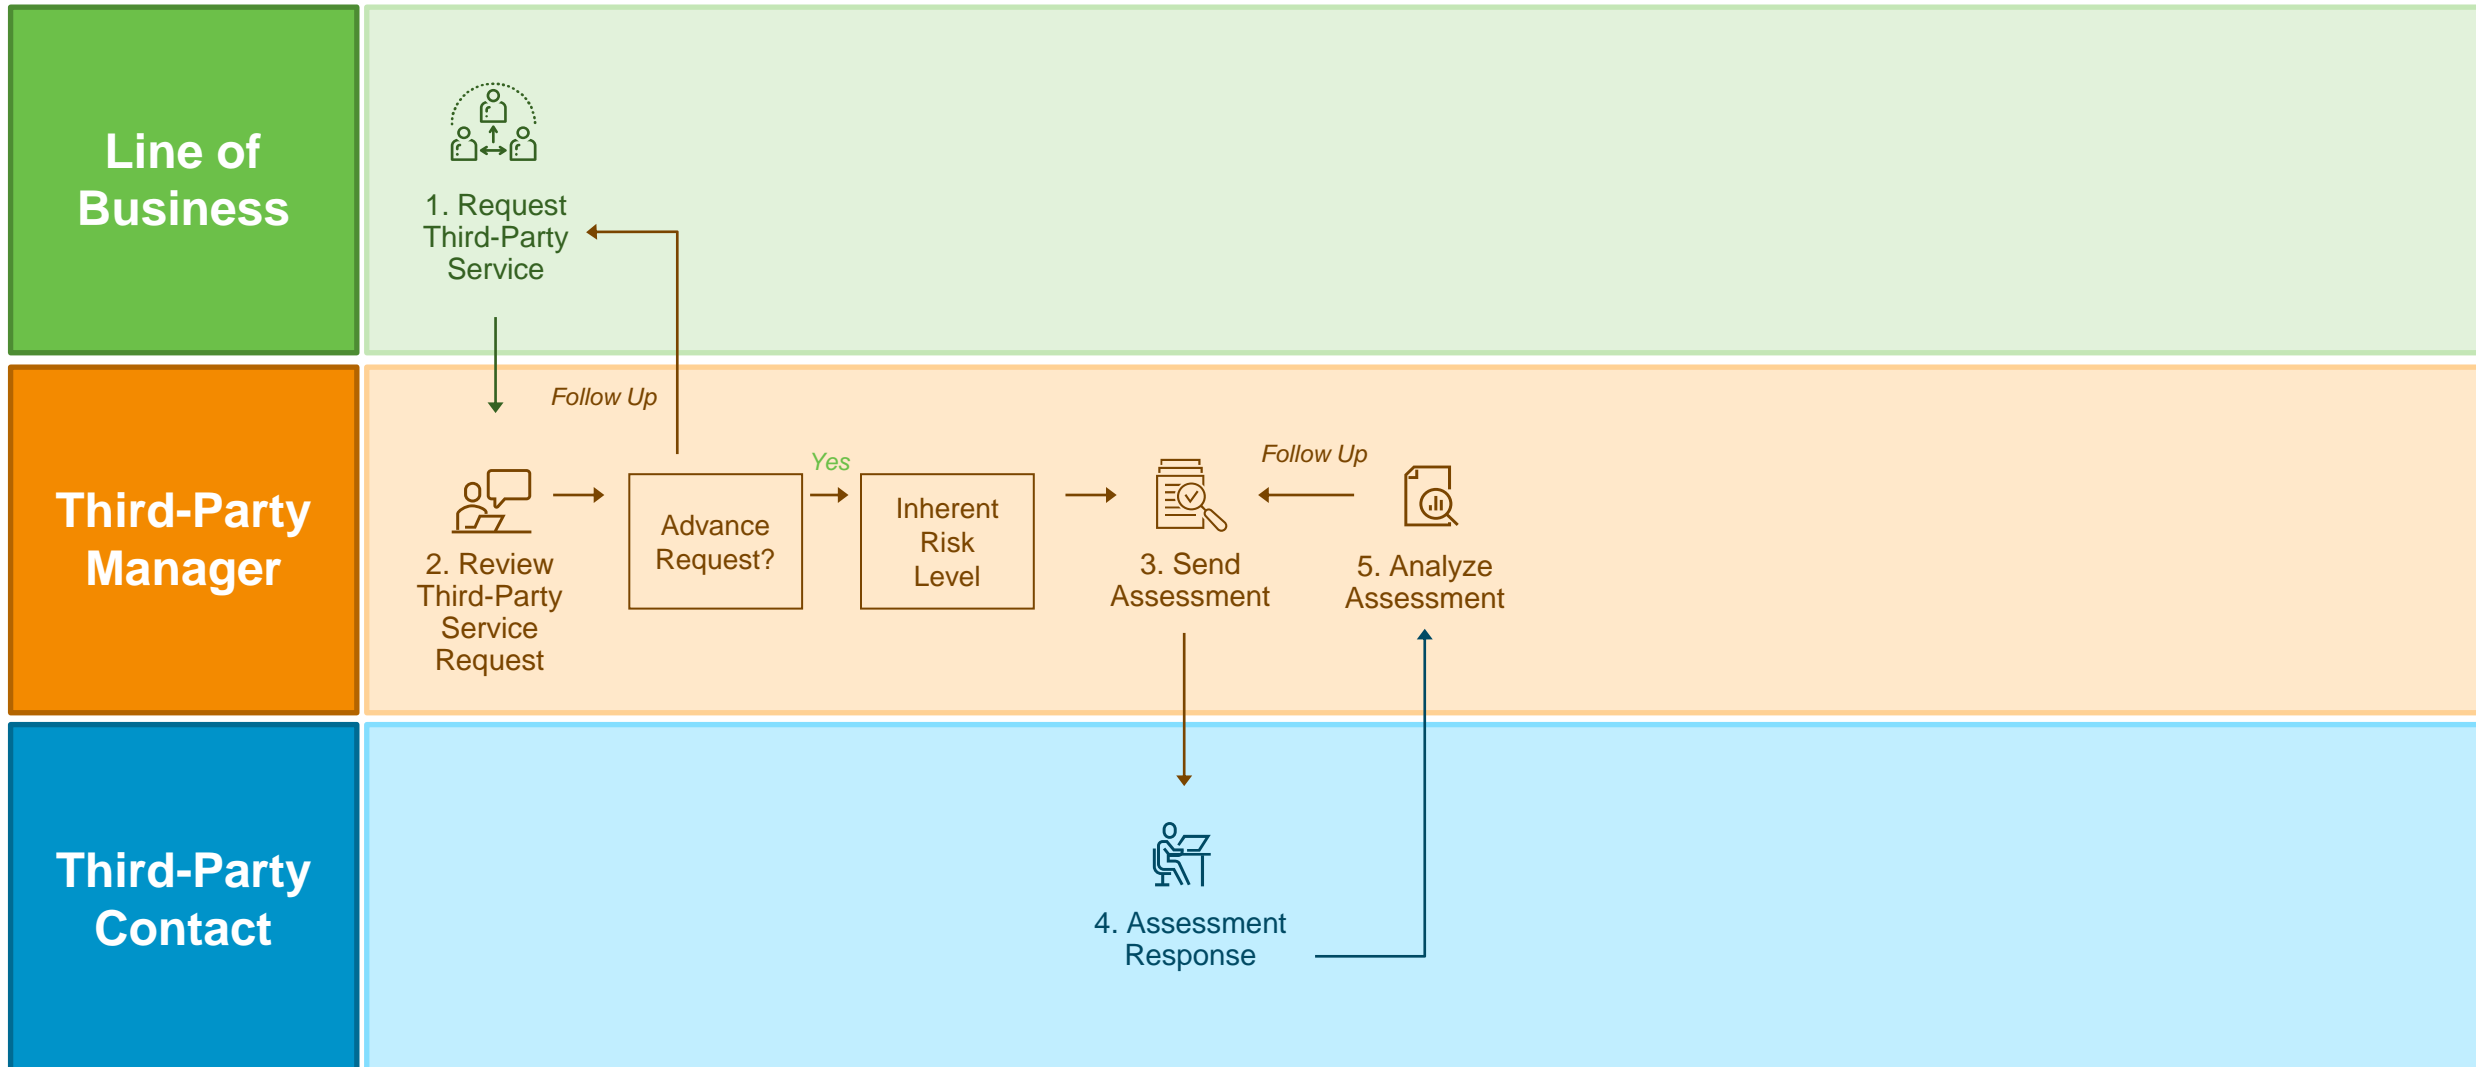 Line of
Business
1. Request
Third-Party
Service
Third-Party
Manager
Follow Up
2. Review
Third-Party
Service
Request
Advance
Request?
Yes
Inherent
Risk
Level
3. Send
Assessment
Follow Up
5. Analyze
Assessment
Third-Party
Contact
4. Assessment
Response